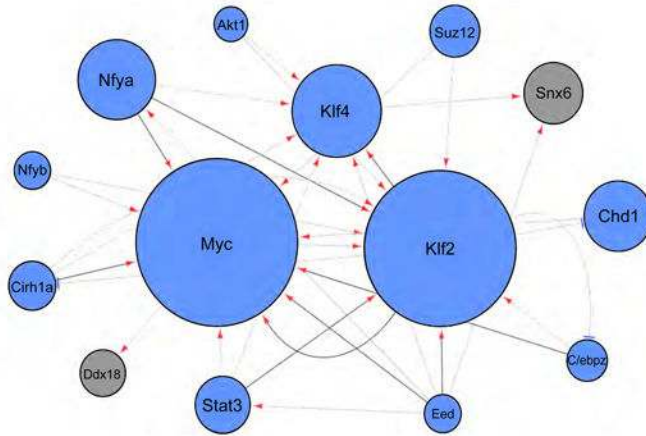 Akt1
Suz12
Nfya
Klf4
Snx6
Nfyb
Chd1
Myc
Klf2
Cirh1a
Ddx18
C/ebpz
Stat3
Eed